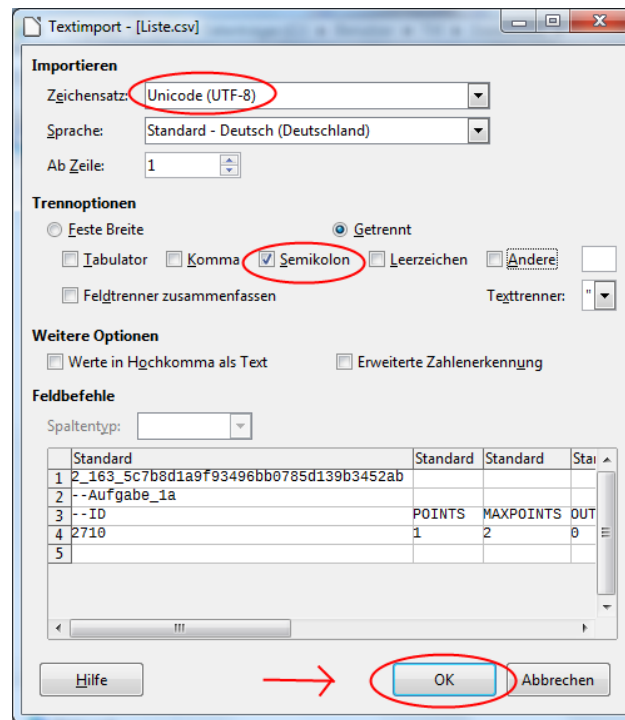 Textimport - [Liste.csv]
Importieren
Zeichensatz: Unicode (UTF-8)
Sprache: Standard - Deutsch (Deutschland)
Ab Zeile: 1
Trennoptionen
Feste Breite Getrennt
Tabulator Komma Semikolon Leerzeichen Andere
Feldtrenner zusammenfassen Texttrenner: "
Weitere Optionen
Werte in Hochkomma als Text Erweiterte Zahlenerkennung
Feldbefehle
Spaltentyp:
Standard Standard Standard Sta
1 2_163_5c7b8d1a9f93496bb0785d139b3452ab
2 --Aufgabe_1a
3 --ID POINTS MAXPOINTS OUT
4 2710 1 2 0
5
Hilfe OK Abbrechen